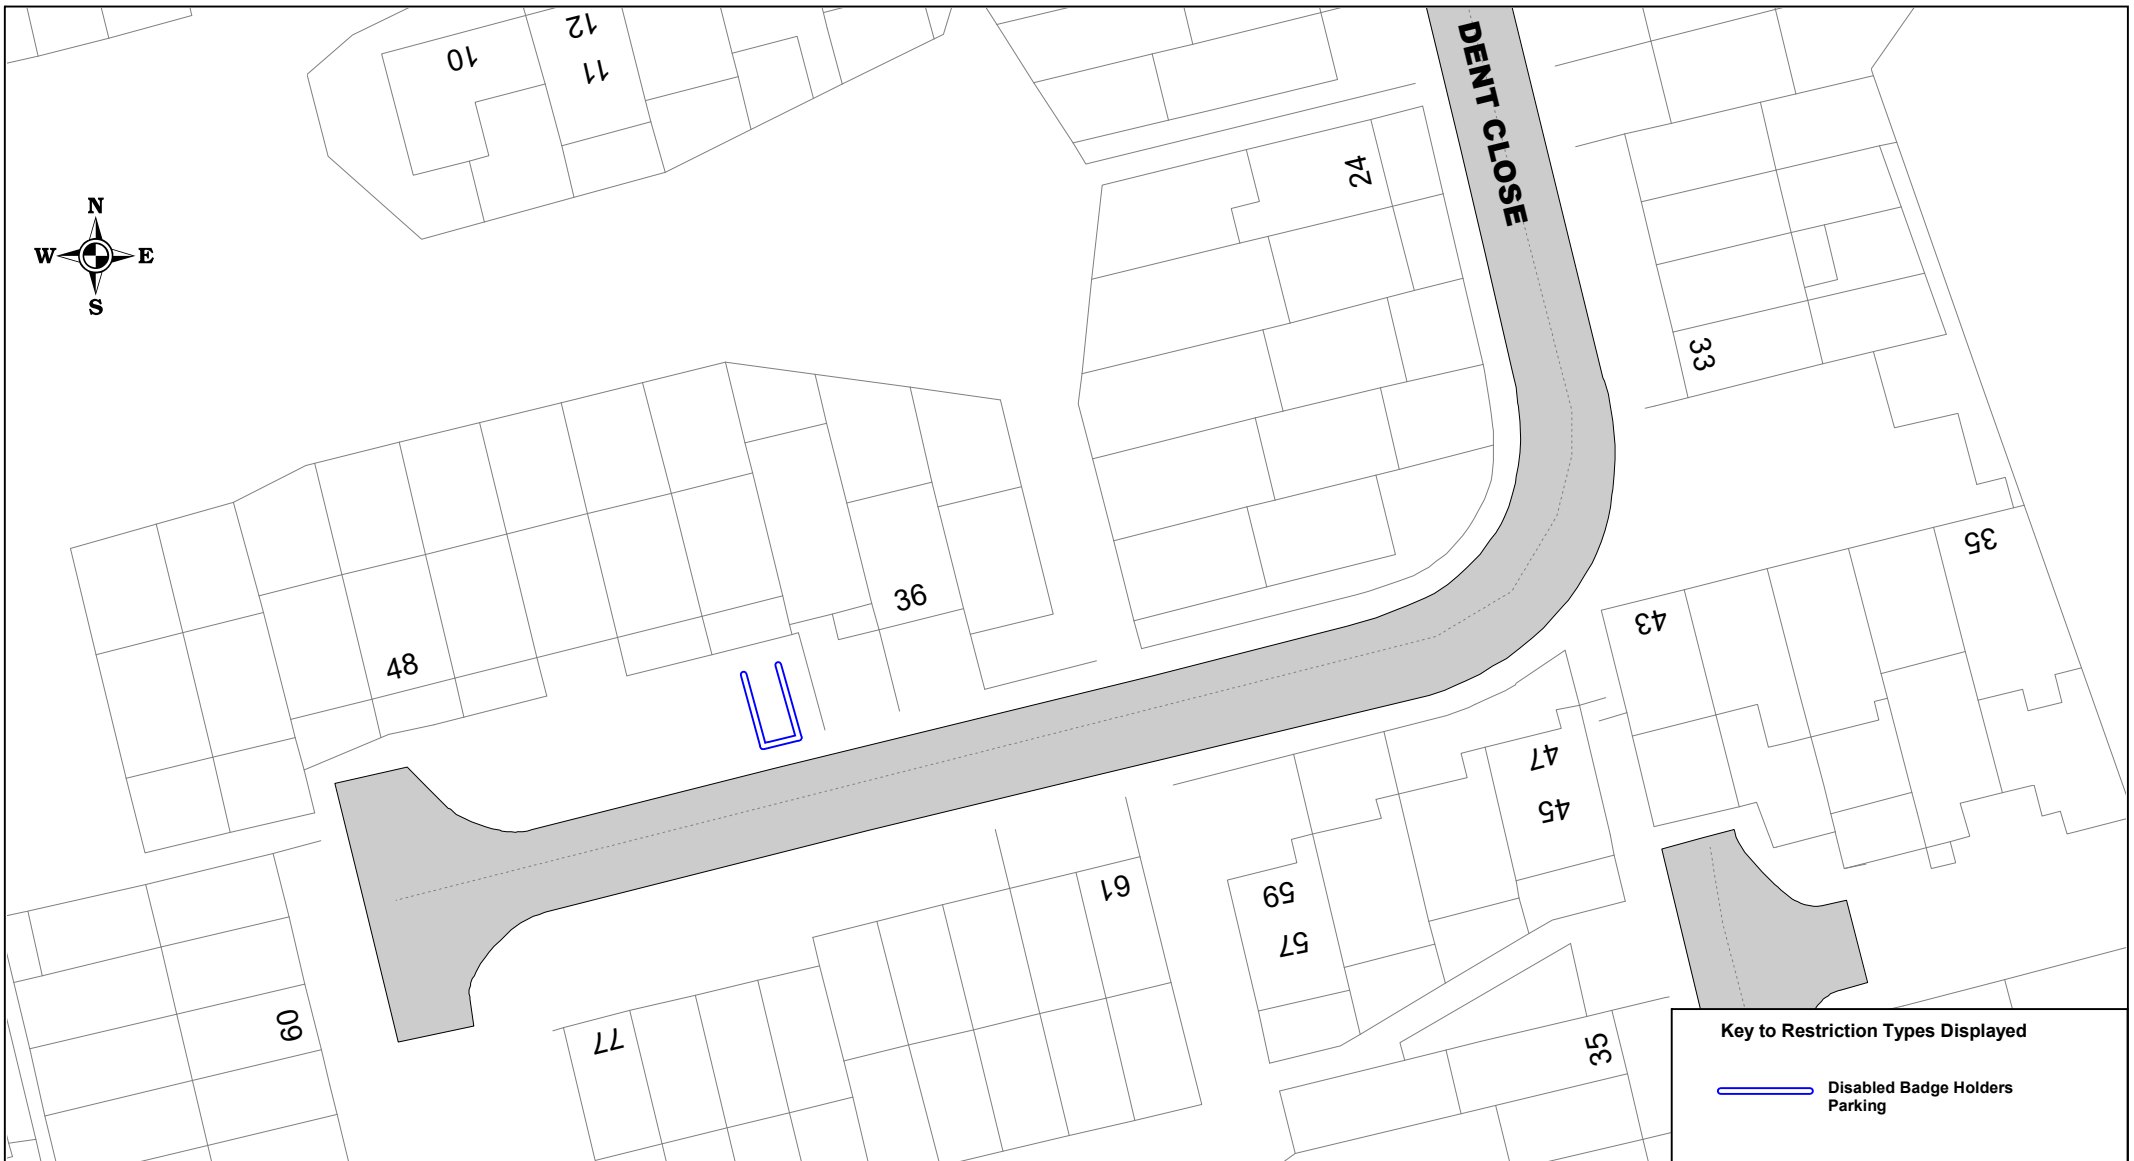 12
10
11
DENT CLOSE
24
N
W E
S
33
35
36
43
48
47
45
61
59
57
60
77
35
Key to Restriction Types Displayed
Disabled Badge Holders
Parking